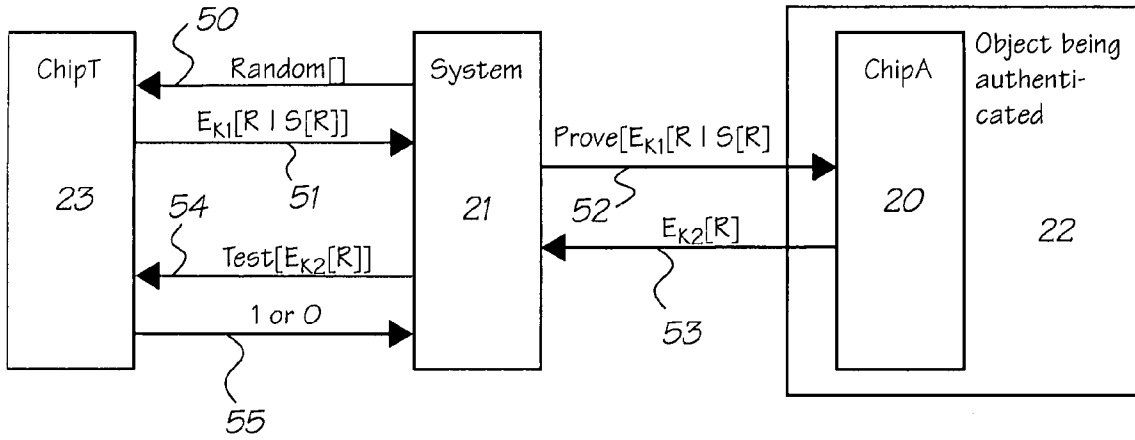 50
ChipT
Random[]
System
ChipA
Object being
authenti-
cated
E_K1[R | S[R]]
Prove[E_K1[R | S[R]
51
23
54
21
52
20
22
E_K2[R]
Test[E_K2[R]]
53
1 or 0
55